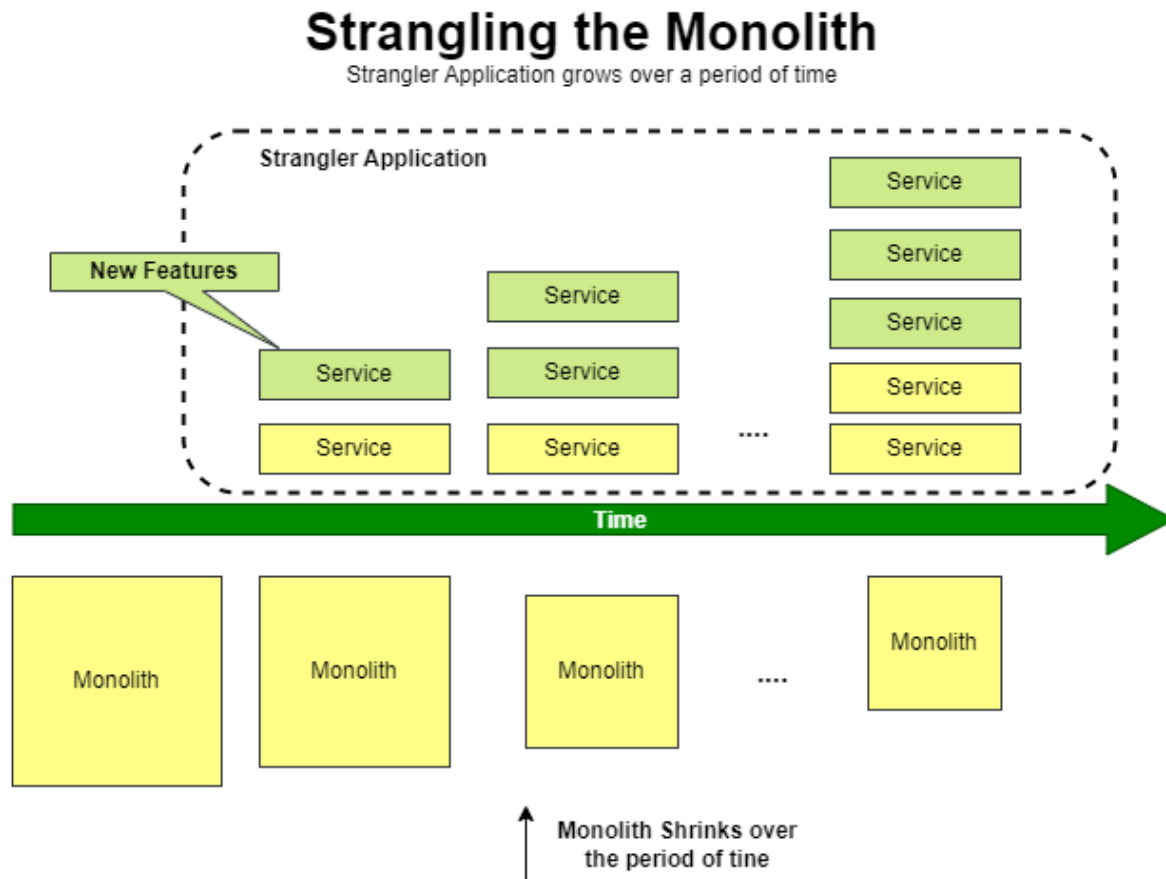 Strangling the Monolith
Strangler Application grows over a period of time
Strangler Application
Service
New Features
Service
Service
Service
Service
Service
Service
Service
Service
....
Service
Time
Monolith
Monolith
Monolith
....
Monolith
Monolith Shrinks over
the period of tine